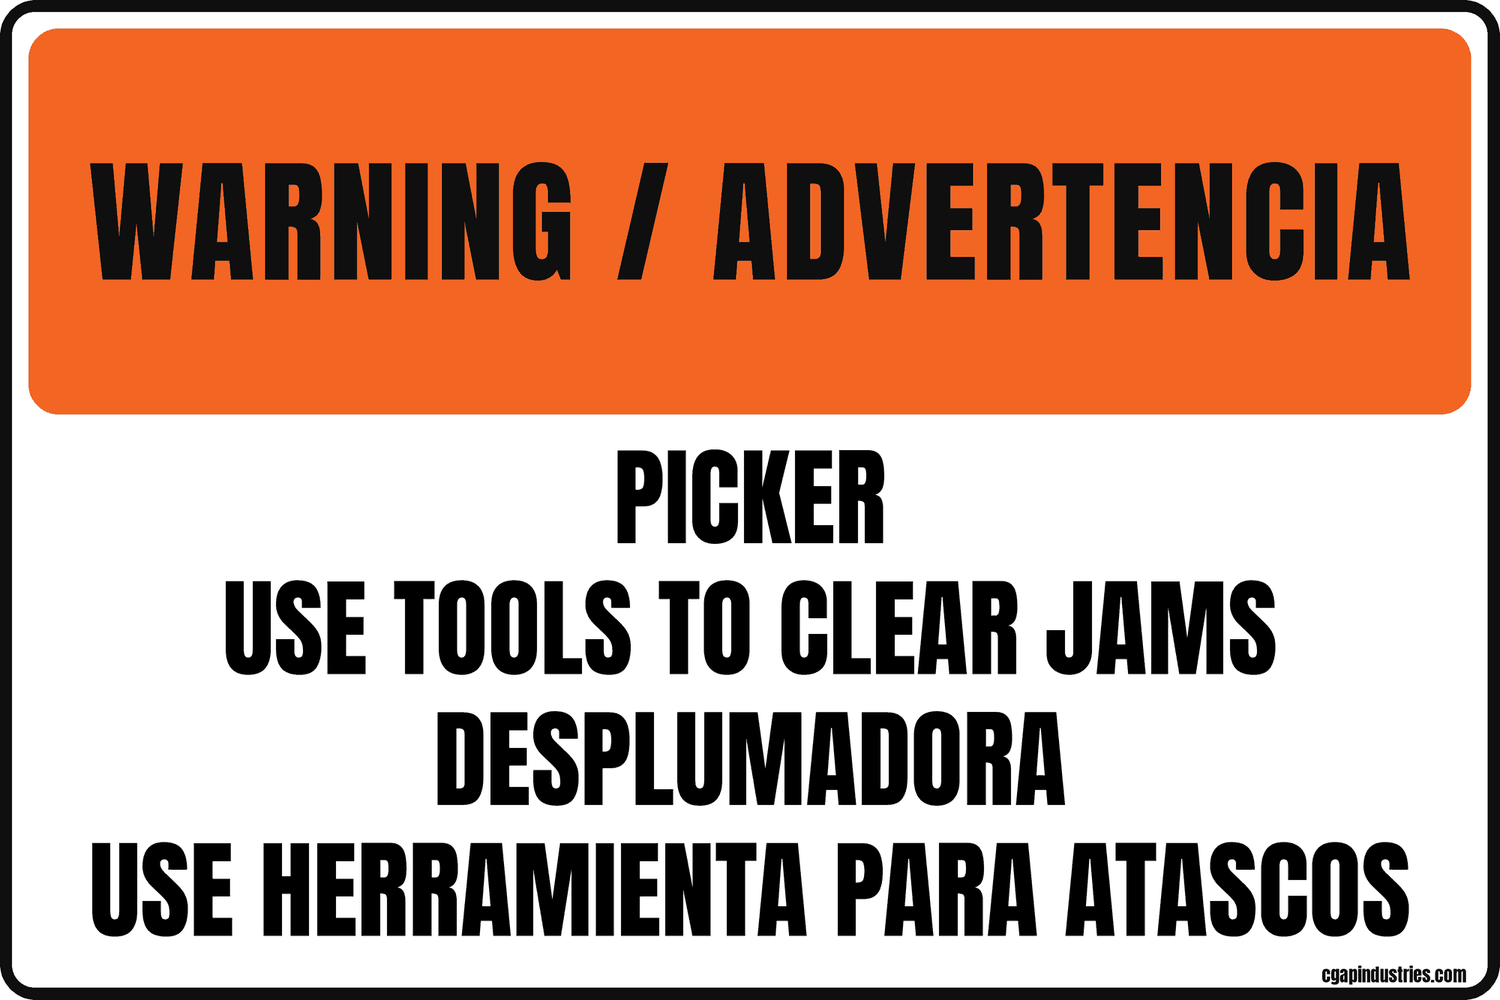 WARNING / ADVERTENCIA
PICKER
USE TOOLS TO CLEAR JAMS
DESPLUMADORA
USE HERRAMIENTA PARA ATASCOS
cgapindustries.com